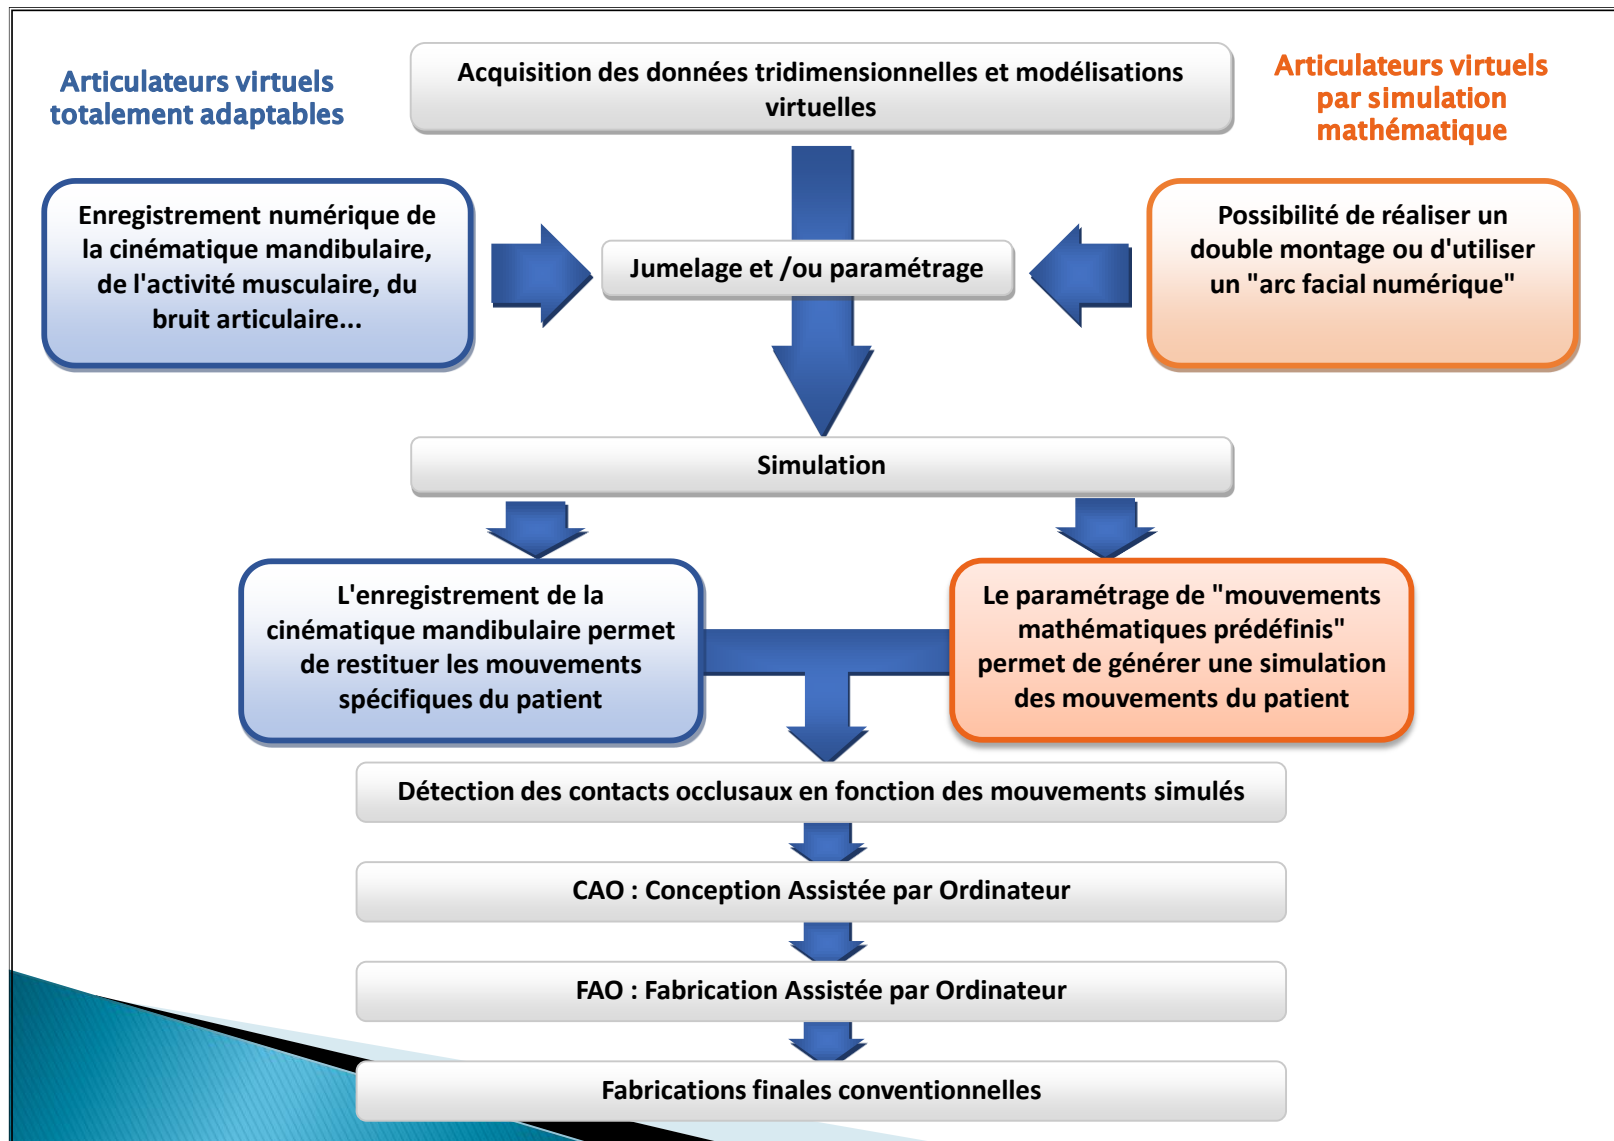 Acquisition des données tridimensionnelles et modélisations
virtuelles
Articulateurs virtuels
totalement adaptables
Articulateurs virtuels
par simulation
mathématique
Enregistrement numérique de
la cinématique mandibulaire,
de l'activité musculaire, du
bruit articulaire...
Jumelage et /ou paramétrage
Possibilité de réaliser un
double montage ou d'utiliser
un "arc facial numérique"
Simulation
L'enregistrement de la
cinématique mandibulaire permet
de restituer les mouvements
spécifiques du patient
Le paramétrage de "mouvements
mathématiques prédéfinis"
permet de générer une simulation
des mouvements du patient
Détection des contacts occlusaux en fonction des mouvements simulés
CAO : Conception Assistée par Ordinateur
FAO : Fabrication Assistée par Ordinateur
Fabrications finales conventionnelles